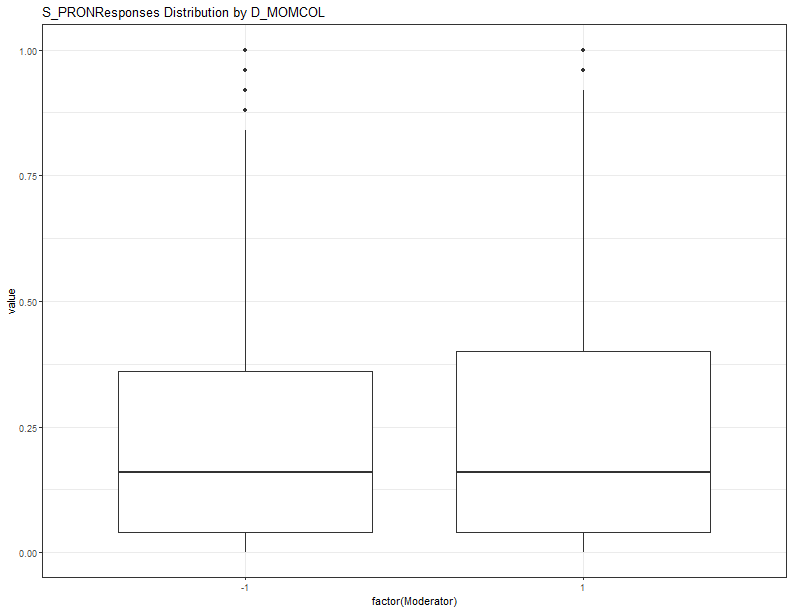 S_PRONResponses Distribution by D_MOMCOL
1.00
0.75
value
0.50
0.25
0.00
-1
1
factor(Moderator)